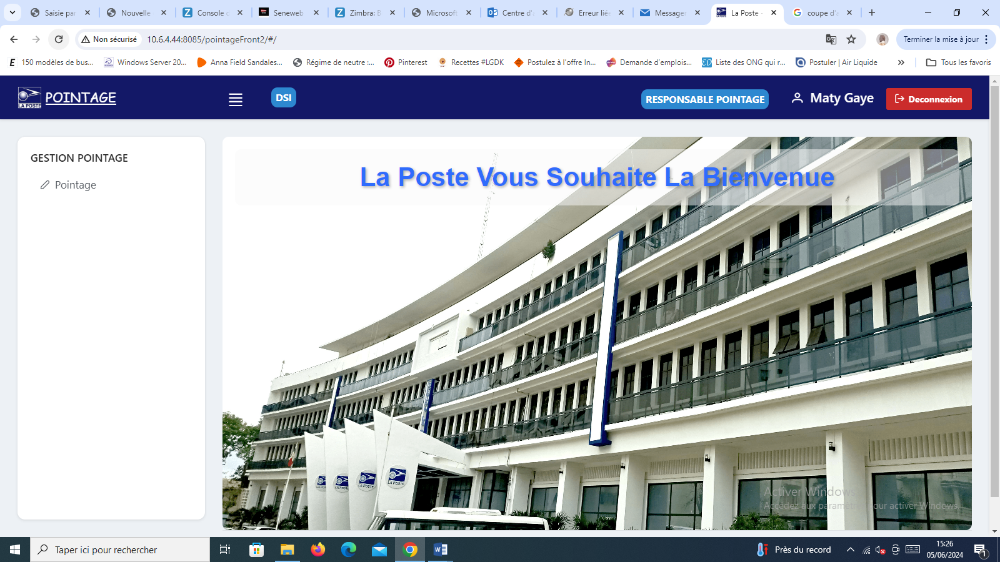 Saisie par
Nouvelle
Console d
Seneweb
Zimbra: B
Microsoft
Centre d'a
Erreur liée
Messager
La Poste -
coupe d'a
Non sécurisé
10.6.4.44:8085/pointageFront2/#/
Terminer la mise à jour
150 modèles de bus...
Windows Server 20...
Anna Field Sandales...
Régime de neutre :...
Pinterest
Recettes #LGDK
Postulez à l'offre In...
Demande d'emplois...
Liste des ONG qui r...
Postuler | Air Liquide
Tous les favoris
LA POSTE
POINTAGE
DSI
RESPONSABLE POINTAGE
Maty Gaye
Deconnexion
GESTION POINTAGE
Pointage
La Poste Vous Souhaite La Bienvenue
LA POSTE
LA POSTE
LA POSTE
LA POSTE
Activer Windows
Accédez aux paramètres pour activer Windows.
Taper ici pour rechercher
Près du record
15:26
05/06/2024
1